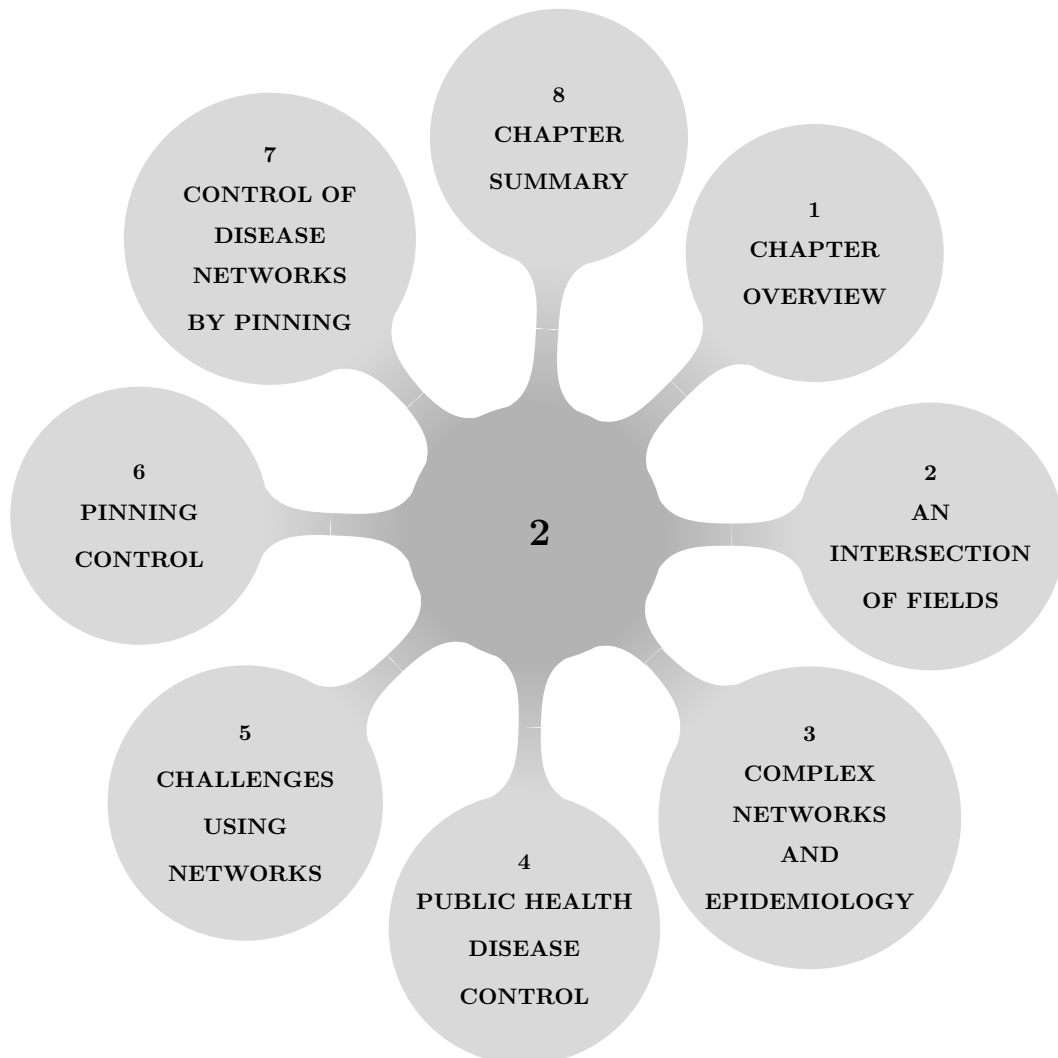 8
CHAPTER
SUMMARY
1
CHAPTER
OVERVIEW
2
AN
INTERSECTION
OF FIELDS
3
COMPLEX
NETWORKS
AND
EPIDEMIOLOGY
4
PUBLIC HEALTH
DISEASE
CONTROL
5
CHALLENGES
USING
NETWORKS
6
PINNING
CONTROL
7
CONTROL OF
DISEASE
NETWORKS
BY PINNING
2